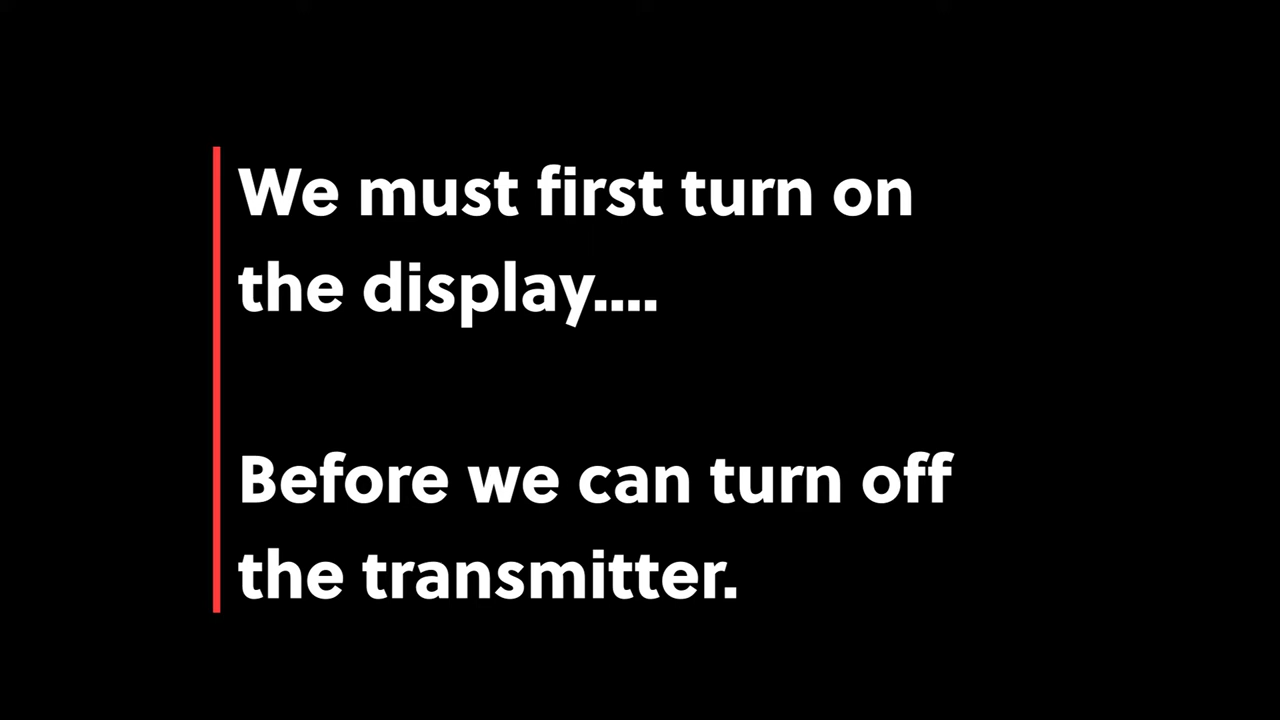 We must first turn on
the display....
Before we can turn off
the transmitter.